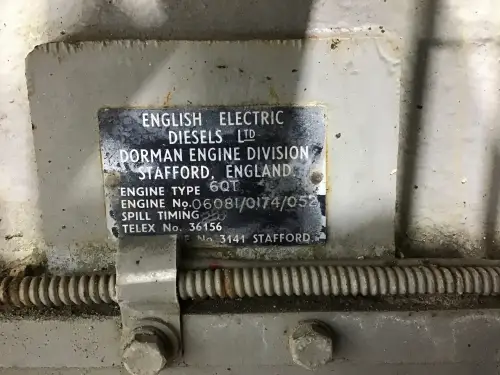 ENGLISH ELECTRIC
DIESELS LTD
DORMAN ENGINE DIVISION
STAFFORD, ENGLAND.
ENGINE TYPE 6QT
ENGINE No. 06081/0174/052
SPILL TIMING
TELEX No. 36156
No. 3141 STAFFORD.